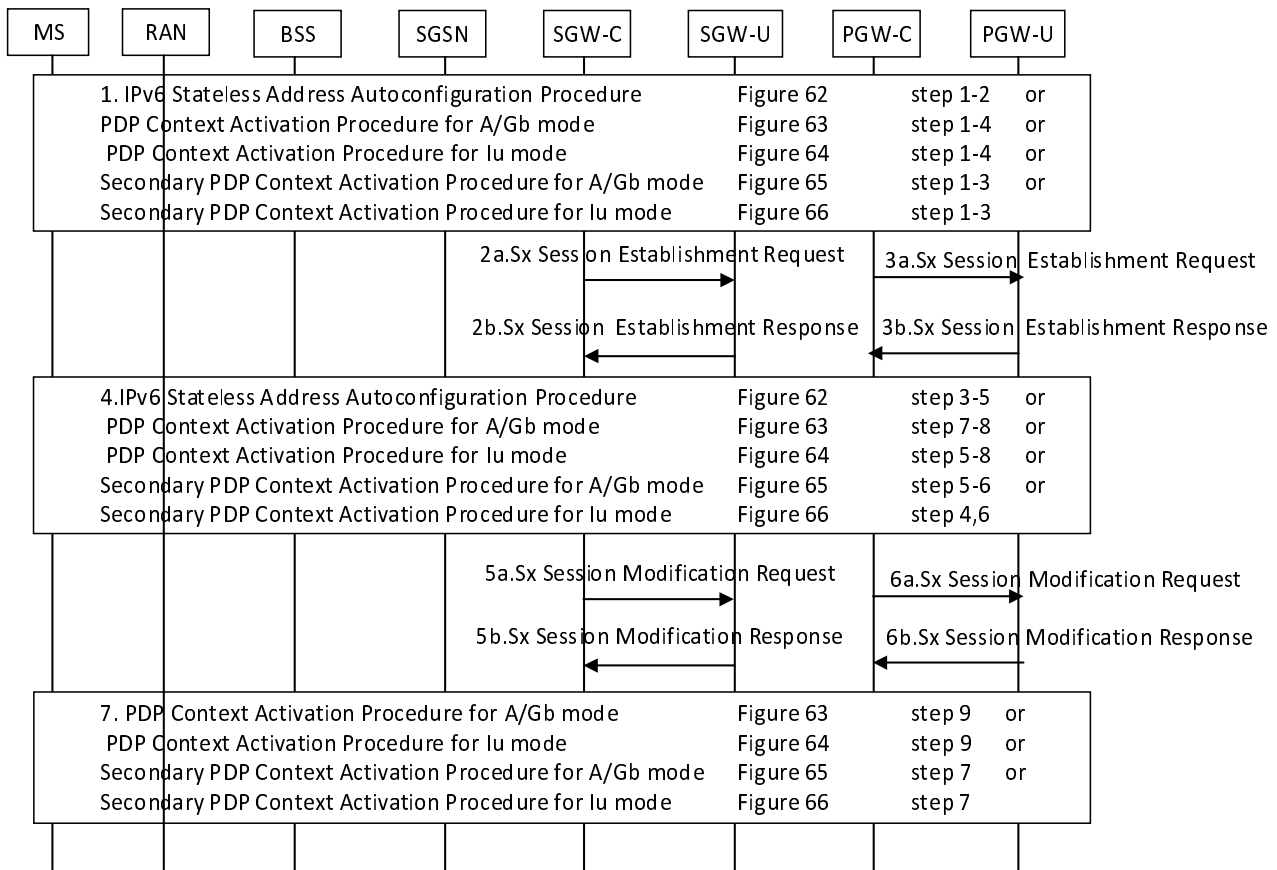 MS RAN BSS SGSN SGW-C SGW-U PGW-C PGW-U
1. IPv6 Stateless Address Autoconfiguration Procedure Figure 62 step 1-2 or
PDP Context Activation Procedure for A/Gb mode Figure 63 step 1-4 or
PDP Context Activation Procedure for Iu mode Figure 64 step 1-4 or
Secondary PDP Context Activation Procedure for A/Gb mode Figure 65 step 1-3 or
Secondary PDP Context Activation Procedure for Iu mode Figure 66 step 1-3
2a.Sx Session Establishment Request 3a.Sx Session Establishment Request
2b.Sx Session Establishment Response 3b.Sx Session Establishment Response
4.IPv6 Stateless Address Autoconfiguration Procedure Figure 62 step 3-5 or
PDP Context Activation Procedure for A/Gb mode Figure 63 step 7-8 or
PDP Context Activation Procedure for Iu mode Figure 64 step 5-8 or
Secondary PDP Context Activation Procedure for A/Gb mode Figure 65 step 5-6 or
Secondary PDP Context Activation Procedure for Iu mode Figure 66 step 4,6
5a.Sx Session Modification Request 6a.Sx Session Modification Request
5b.Sx Session Modification Response 6b.Sx Session Modification Response
7. PDP Context Activation Procedure for A/Gb mode Figure 63 step 9 or
PDP Context Activation Procedure for Iu mode Figure 64 step 9 or
Secondary PDP Context Activation Procedure for A/Gb mode Figure 65 step 7 or
Secondary PDP Context Activation Procedure for Iu mode Figure 66 step 7